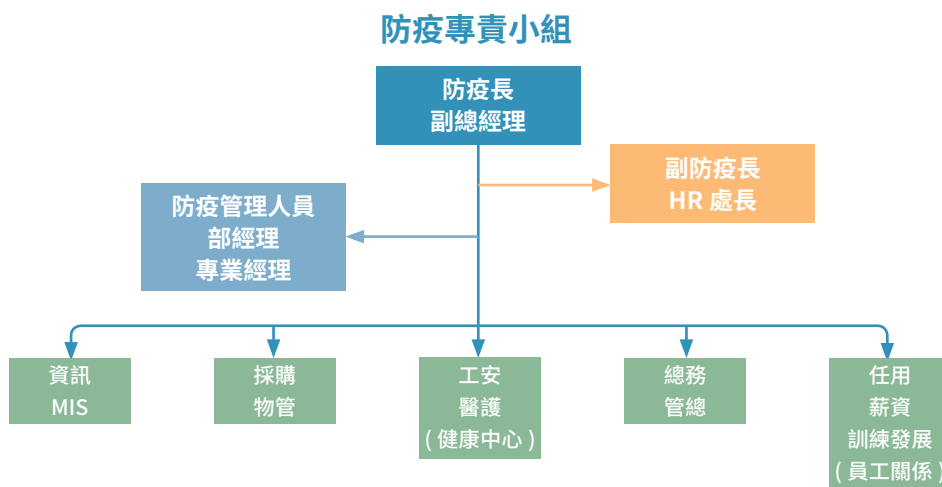 防疫專責小組
防疫長
副總經理
副防疫長
HR 處長
防疫管理人員
部經理
專業經理
資訊
MIS
採購
物管
工安
醫護
( 健康中心 )
總務
管總
任用
薪資
訓練發展
( 員工關係 )